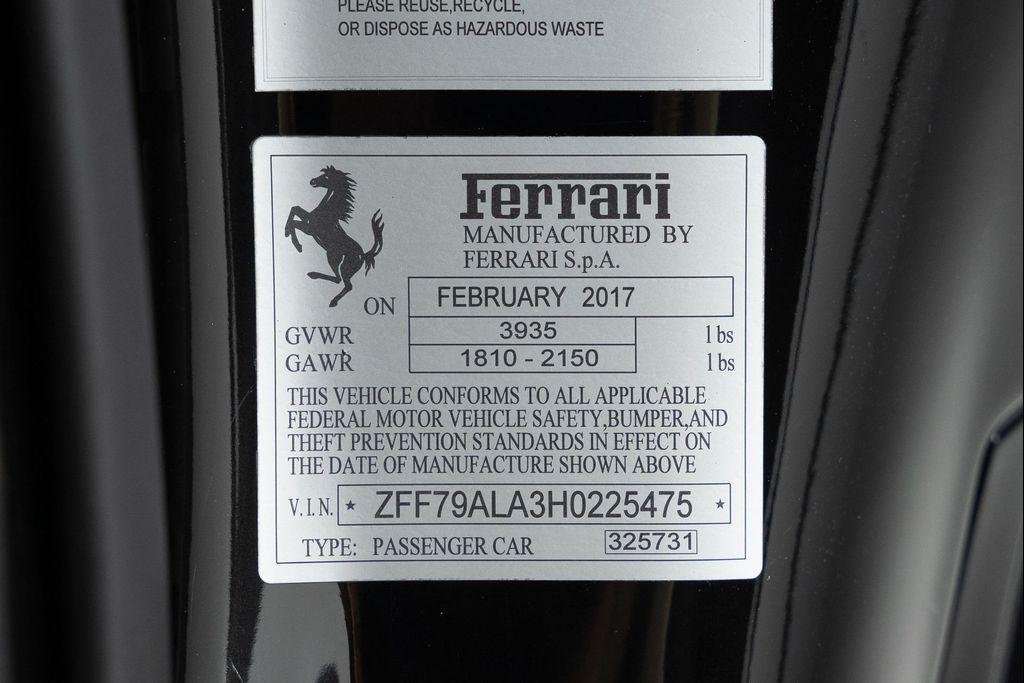 PLEASE REUSE,RECYCLE,
OR DISPOSE AS HAZARDOUS WASTE
Ferrari
MANUFACTURED BY
FERRARI S.p.A.
ON FEBRUARY 2017
GVWR 3935 lbs
GAWR 1810 - 2150 lbs
THIS VEHICLE CONFORMS TO ALL APPLICABLE
FEDERAL MOTOR VEHICLE SAFETY,BUMPER,AND
THEFT PREVENTION STANDARDS IN EFFECT ON
THE DATE OF MANUFACTURE SHOWN ABOVE
V.I.N. ★ ZFF79ALA3H0225475 ★
TYPE: PASSENGER CAR 325731